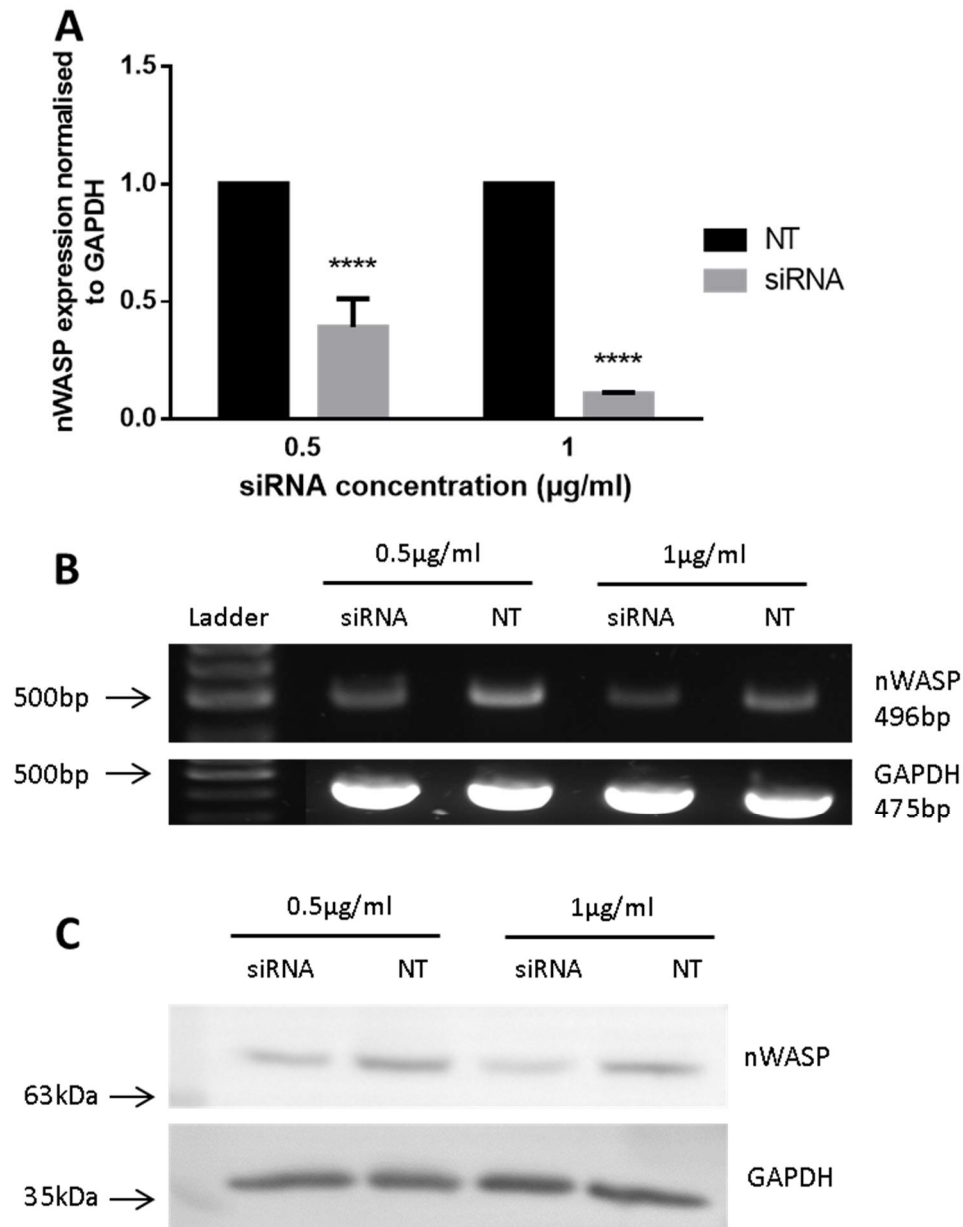 A
nWASP expression normalised
to GAPDH
1.5
1.0
0.5
0.0
****
****
NT
siRNA
0.5
1
siRNA concentration (µg/ml)
B
0.5µg/ml
1µg/ml
Ladder
siRNA
NT
siRNA
NT
500bp
nWASP
496bp
500bp
GAPDH
475bp
C
0.5µg/ml
1µg/ml
siRNA
NT
siRNA
NT
nWASP
63kDa
GAPDH
35kDa